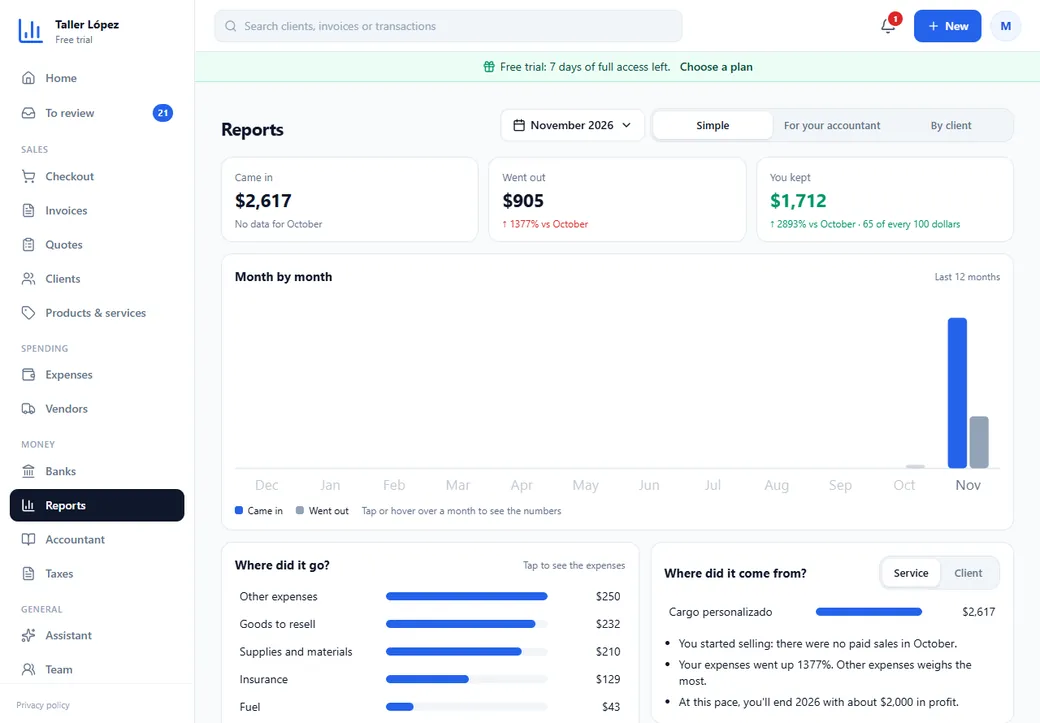 Taller López
Free trial
Search clients, invoices or transactions
1
+ New
M
Free trial: 7 days of full access left. Choose a plan
Home
To review 21
SALES
Checkout
Invoices
Quotes
Clients
Products & services
SPENDING
Expenses
Vendors
MONEY
Banks
Reports
Accountant
Taxes
GENERAL
Assistant
Team
Privacy policy
Reports
November 2026
Simple For your accountant By client
Came in
$2,617
No data for October
Went out
$905
↑ 1377% vs October
You kept
$1,712
↑ 2893% vs October · 65 of every 100 dollars
Month by month
Last 12 months
Dec Jan Feb Mar Apr May Jun Jul Aug Sep Oct Nov
Came in Went out Tap or hover over a month to see the numbers
Where did it go?
Tap to see the expenses
Other expenses $250
Goods to resell $232
Supplies and materials $210
Insurance $129
Fuel $43
Where did it come from?
Service Client
Cargo personalizado $2,617
• You started selling: there were no paid sales in October.
• Your expenses went up 1377%. Other expenses weighs the
most.
• At this pace, you'll end 2026 with about $2,000 in profit.